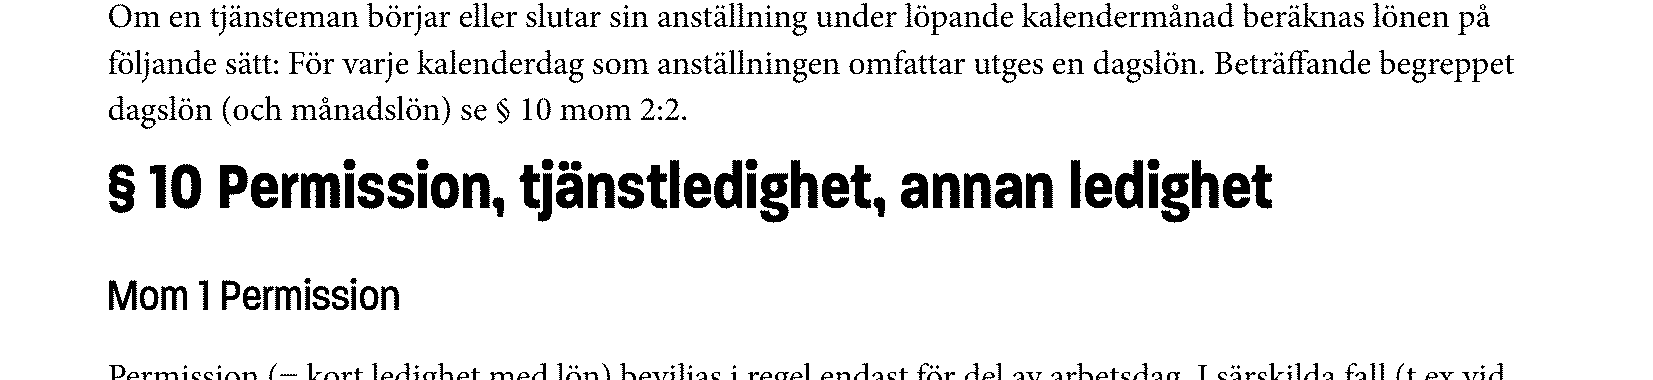 Om en tjänsteman börjar eller slutar sin anställning under löpande kalendermånad beräknas lönen på
följande sätt: För varje kalenderdag som anställningen omfattar utges en dagslön. Beträffande begreppet
dagslön (och månadslön) se § 10 mom 2:2.
§ 10 Permission, tjänstledighet, annan ledighet
Mom 1 Permission
Permission (= kort ledighet med lön) beviljas i regel endast för del av arbetsdag. I särskilda fall (t ex vid